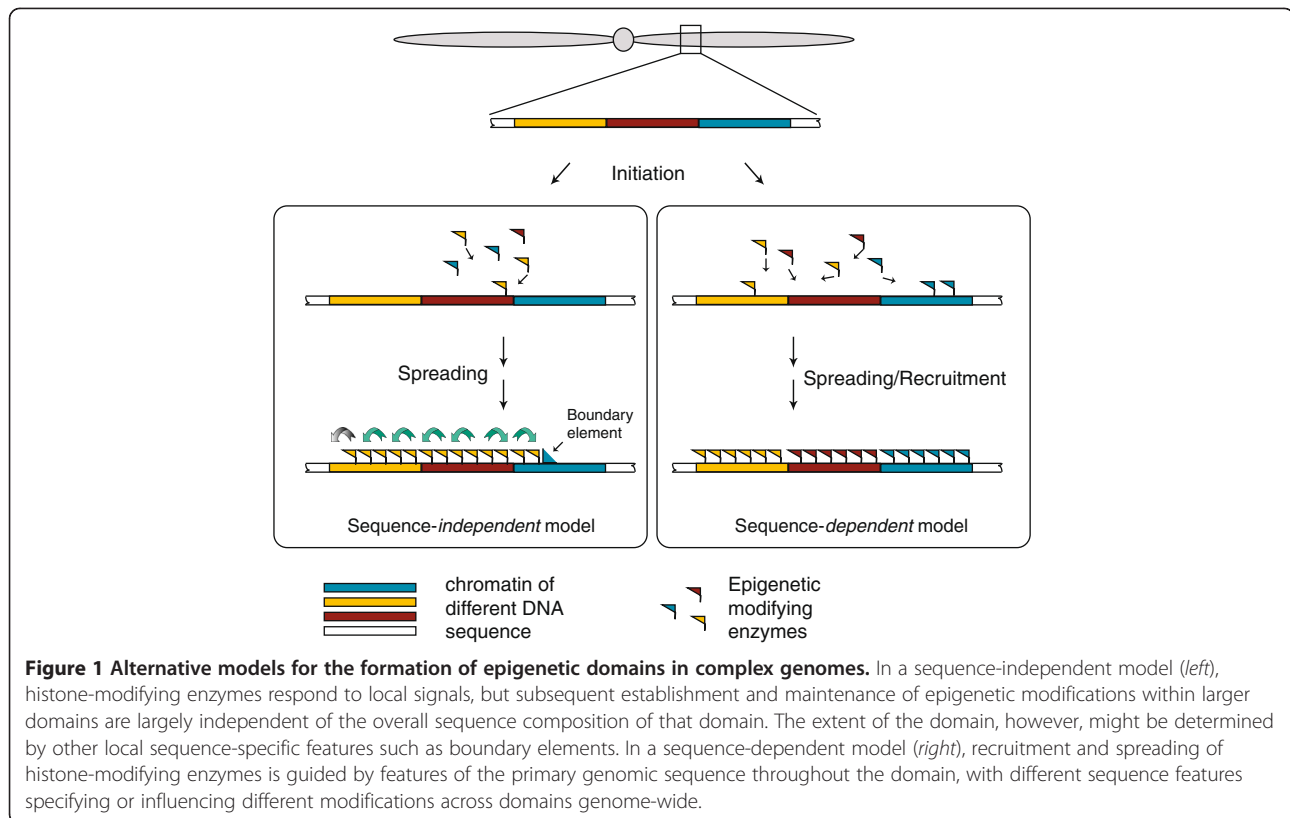 Initiation
Spreading
Boundary
element
Sequence-independent model
Spreading/Recruitment
Sequence-dependent model
chromatin of
different DNA
sequence
Epigenetic
modifying
enzymes
Figure 1 Alternative models for the formation of epigenetic domains in complex genomes. In a sequence-independent model (left),
histone-modifying enzymes respond to local signals, but subsequent establishment and maintenance of epigenetic modifications within larger
domains are largely independent of the overall sequence composition of that domain. The extent of the domain, however, might be determined
by other local sequence-specific features such as boundary elements. In a sequence-dependent model (right), recruitment and spreading of
histone-modifying enzymes is guided by features of the primary genomic sequence throughout the domain, with different sequence features
specifying or influencing different modifications across domains genome-wide.